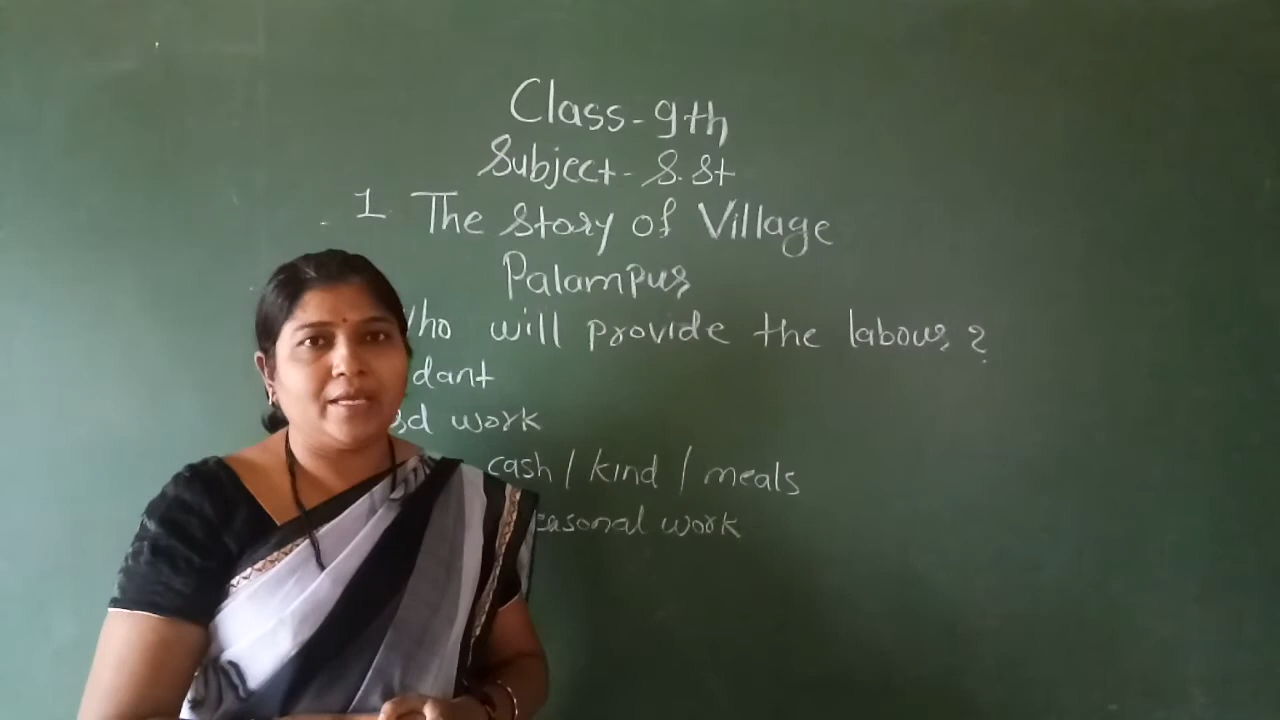 Class-9th
Subject-S.St
1. The Story of Village
Palampur
Who will provide the labour?
dant
work
cash / kind / meals
seasonal work